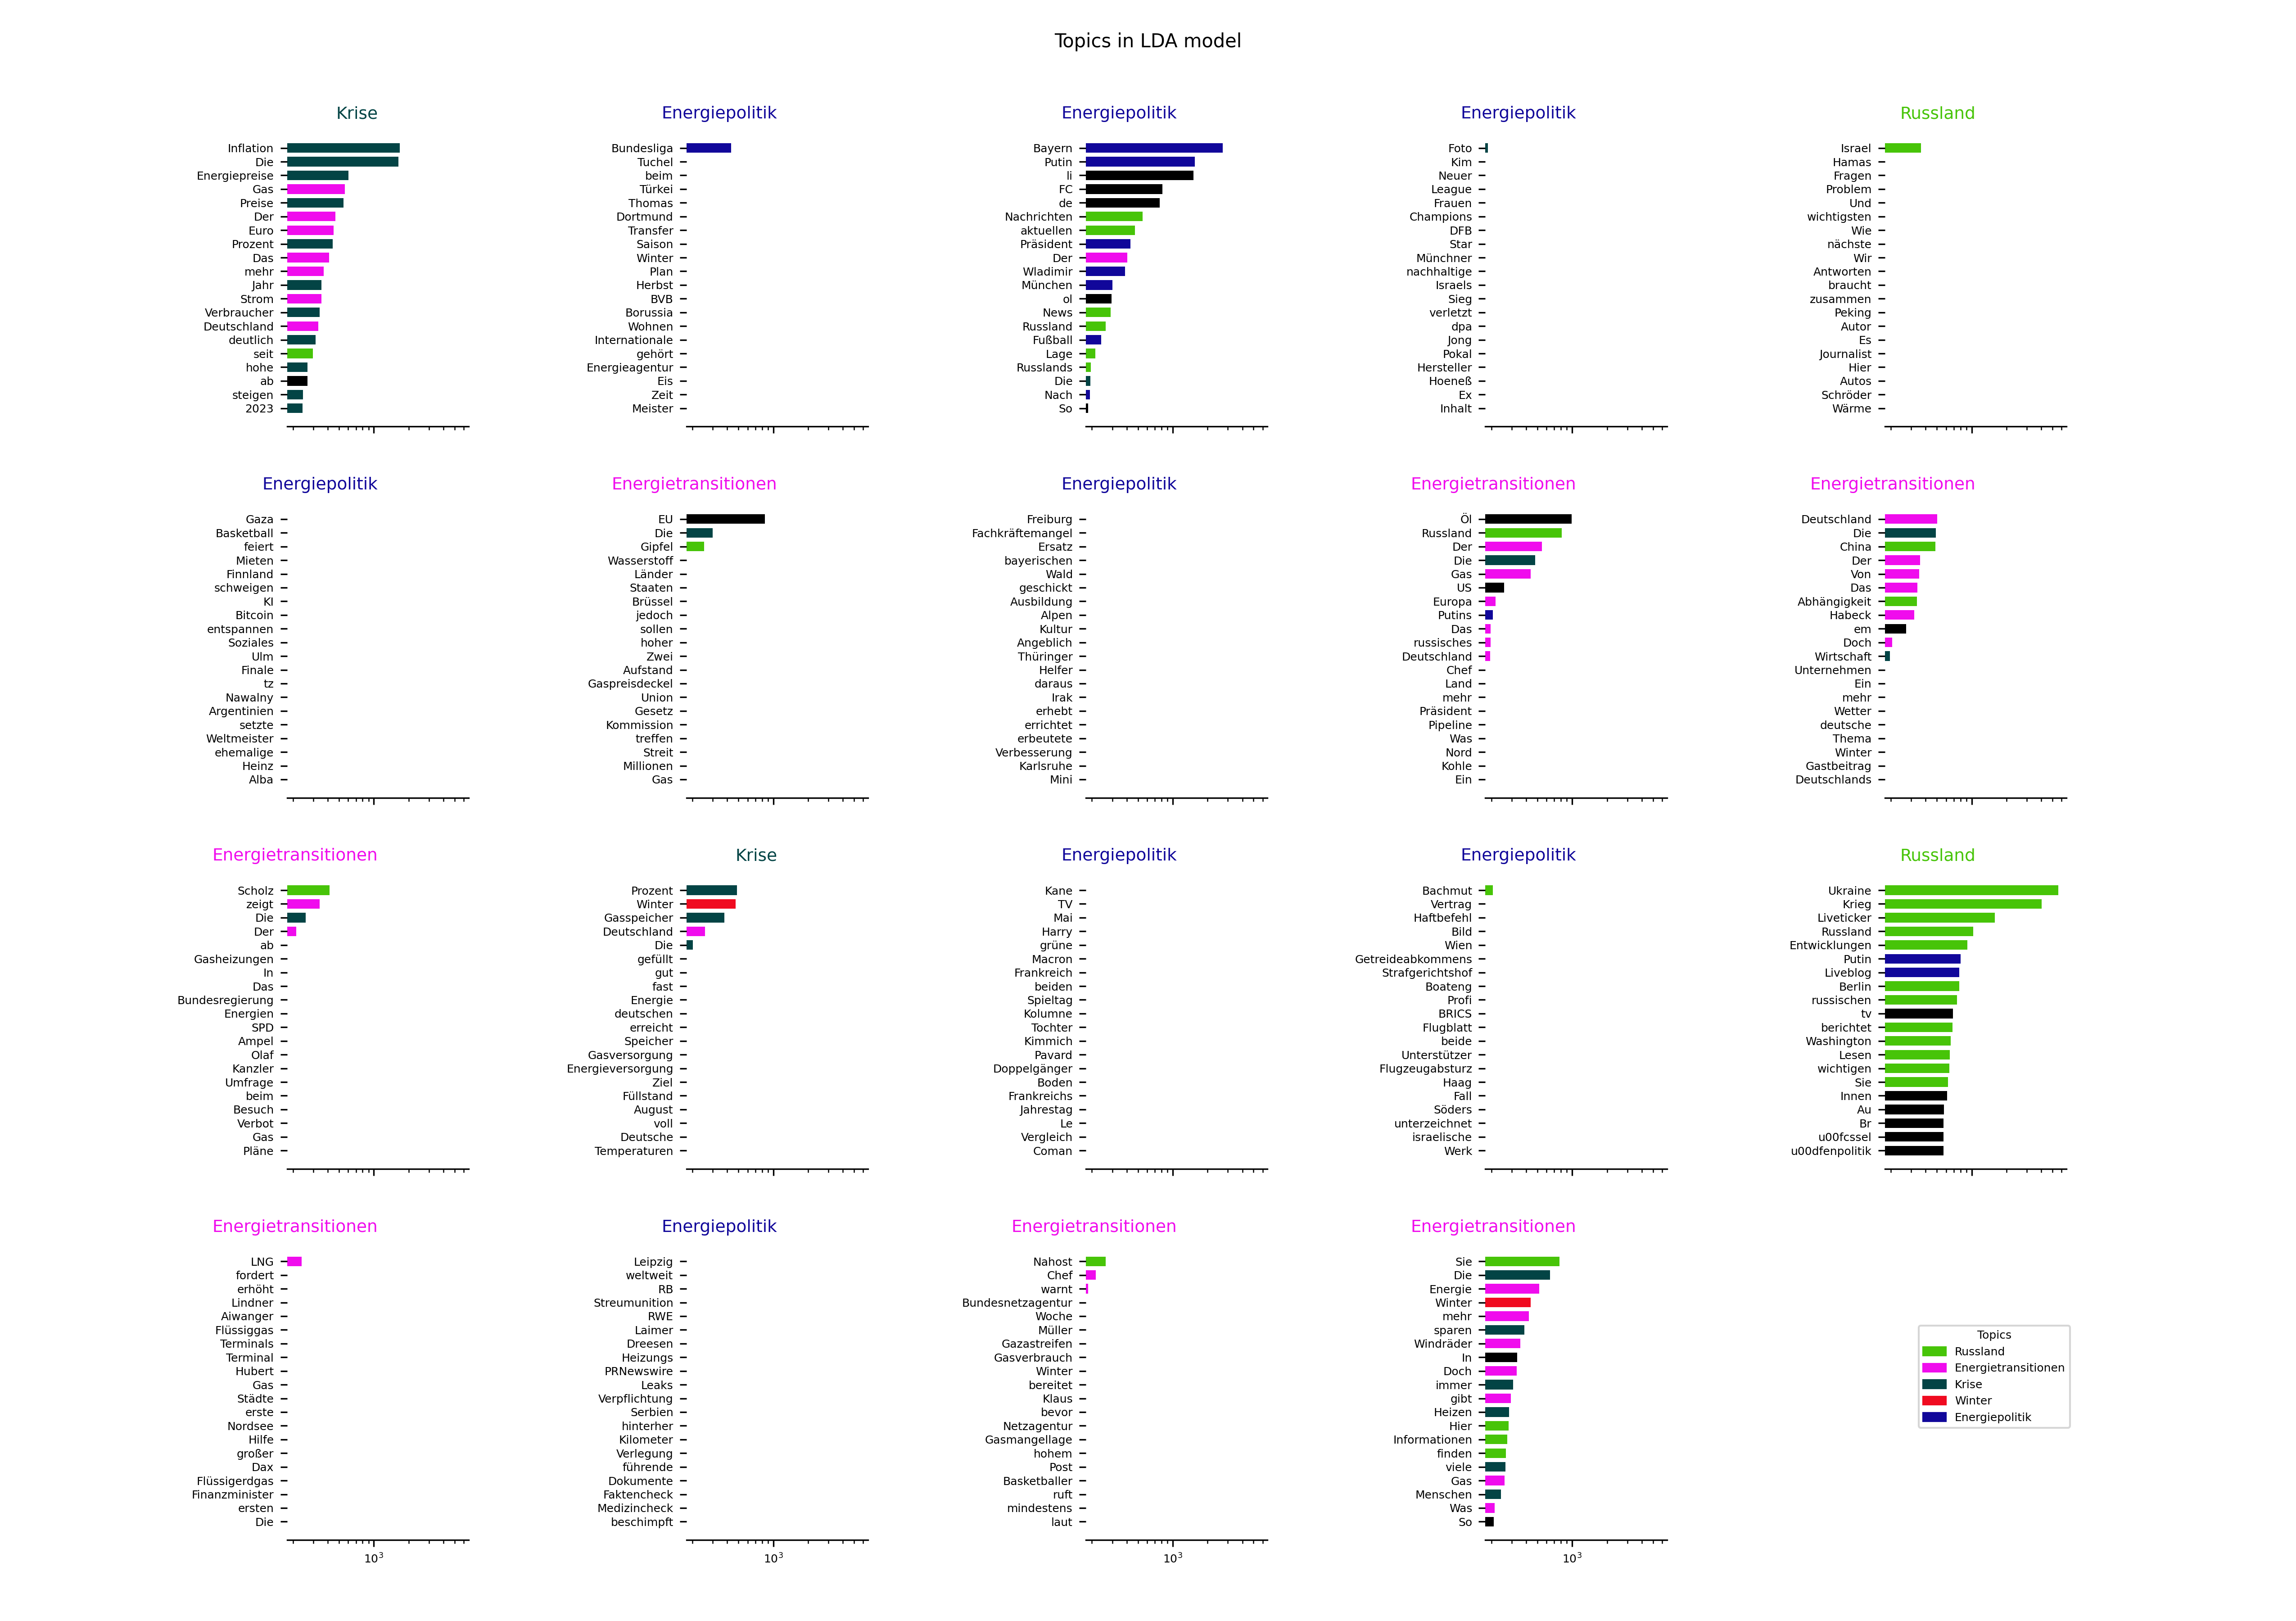 Topics in LDA model
Krise
Inflation
Die
Energiepreise
Gas
Preise
Der
Euro
Prozent
Das
mehr
Jahr
Strom
Verbraucher
Deutschland
deutlich
seit
hohe
ab
steigen
2023
Energiepolitik
Bundesliga
Tuchel
beim
Türkei
Thomas
Dortmund
Transfer
Saison
Winter
Plan
Herbst
BVB
Borussia
Wohnen
Internationale
gehört
Energieagentur
Eis
Zeit
Meister
Energiepolitik
Bayern
Putin
li
FC
de
Nachrichten
aktuellen
Präsident
Der
Wladimir
München
ol
News
Russland
Fußball
Lage
Russlands
Die
Nach
So
Energiepolitik
Foto
Kim
Neuer
League
Frauen
Champions
DFB
Star
Münchner
nachhaltige
Israels
Sieg
verletzt
dpa
Jong
Pokal
Hersteller
Hoeneß
Ex
Inhalt
Russland
Israel
Hamas
Fragen
Problem
Und
wichtigsten
Wie
nächste
Wir
Antworten
braucht
zusammen
Peking
Autor
Es
Journalist
Hier
Autos
Schröder
Wärme
Energiepolitik
Gaza
Basketball
feiert
Mieten
Finnland
schweigen
KI
Bitcoin
entspannen
Soziales
Ulm
Finale
tz
Nawalny
Argentinien
setzte
Weltmeister
ehemalige
Heinz
Alba
Energietransitionen
EU
Die
Gipfel
Wasserstoff
Länder
Staaten
Brüssel
jedoch
sollen
hoher
Zwei
Aufstand
Gaspreisdeckel
Union
Gesetz
Kommission
treffen
Streit
Millionen
Gas
Energiepolitik
Freiburg
Fachkräftemangel
Ersatz
bayerischen
Wald
geschickt
Ausbildung
Alpen
Kultur
Angeblich
Thüringer
Helfer
daraus
Irak
erhebt
errichtet
erbeutete
Verbesserung
Karlsruhe
Mini
Energietransitionen
Öl
Russland
Der
Die
Gas
US
Europa
Putins
Das
russisches
Deutschland
Chef
Land
mehr
Präsident
Pipeline
Was
Nord
Kohle
Ein
Energietransitionen
Deutschland
Die
China
Der
Von
Das
Abhängigkeit
Habeck
em
Doch
Wirtschaft
Unternehmen
Ein
mehr
Wetter
deutsche
Thema
Winter
Gastbeitrag
Deutschlands
Energietransitionen
Scholz
zeigt
Die
Der
ab
Gasheizungen
In
Das
Bundesregierung
Energien
SPD
Ampel
Olaf
Kanzler
Umfrage
beim
Besuch
Verbot
Gas
Pläne
Krise
Prozent
Winter
Gasspeicher
Deutschland
Die
gefüllt
gut
fast
Energie
deutschen
erreicht
Speicher
Gasversorgung
Energieversorgung
Ziel
Füllstand
August
voll
Deutsche
Temperaturen
Energiepolitik
Kane
TV
Mai
Harry
grüne
Macron
Frankreich
beiden
Spieltag
Kolumne
Tochter
Kimmich
Pavard
Doppelgänger
Boden
Frankreichs
Jahrestag
Le
Vergleich
Coman
Energiepolitik
Bachmut
Vertrag
Haftbefehl
Bild
Wien
Getreideabkommens
Strafgerichtshof
Boateng
Profi
BRICS
Flugblatt
beide
Unterstützer
Flugzeugabsturz
Haag
Fall
Söders
unterzeichnet
israelische
Werk
Russland
Ukraine
Krieg
Liveticker
Russland
Entwicklungen
Putin
Liveblog
Berlin
russischen
tv
berichtet
Washington
Lesen
wichtigen
Sie
Innen
Au
Br
u00fcssel
u00dfenpolitik
Energietransitionen
LNG
fordert
erhöht
Lindner
Aiwanger
Flüssiggas
Terminals
Terminal
Hubert
Gas
Städte
erste
Nordsee
Hilfe
großer
Dax
Flüssigerdgas
Finanzminister
ersten
Die
10³
Energiepolitik
Leipzig
weltweit
RB
Streumunition
RWE
Laimer
Dreesen
Heizungs
PRNewswire
Leaks
Verpflichtung
Serbien
hinterher
Kilometer
Verlegung
führende
Dokumente
Faktencheck
Medizincheck
beschimpft
10³
Energietransitionen
Nahost
Chef
warnt
Bundesnetzagentur
Woche
Müller
Gazastreifen
Gasverbrauch
Winter
bereitet
Klaus
bevor
Netzagentur
Gasmangellage
hohem
Post
Basketballer
ruft
mindestens
laut
10³
Energietransitionen
Sie
Die
Energie
Winter
mehr
sparen
Windräder
In
Doch
immer
gibt
Heizen
Hier
Informationen
finden
viele
Gas
Menschen
Was
So
10³
Topics
Russland
Energietransitionen
Krise
Winter
Energiepolitik